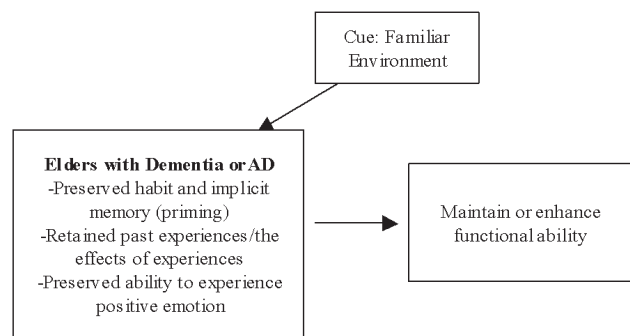 Cue: Familiar
Environment
Elders with Dementia or AD
-Preserved habit and implicit
memory (priming)
-Retained past experiences/the
effects of experiences
-Preserved ability to experience
positive emotion
Maintain or enhance
functional ability